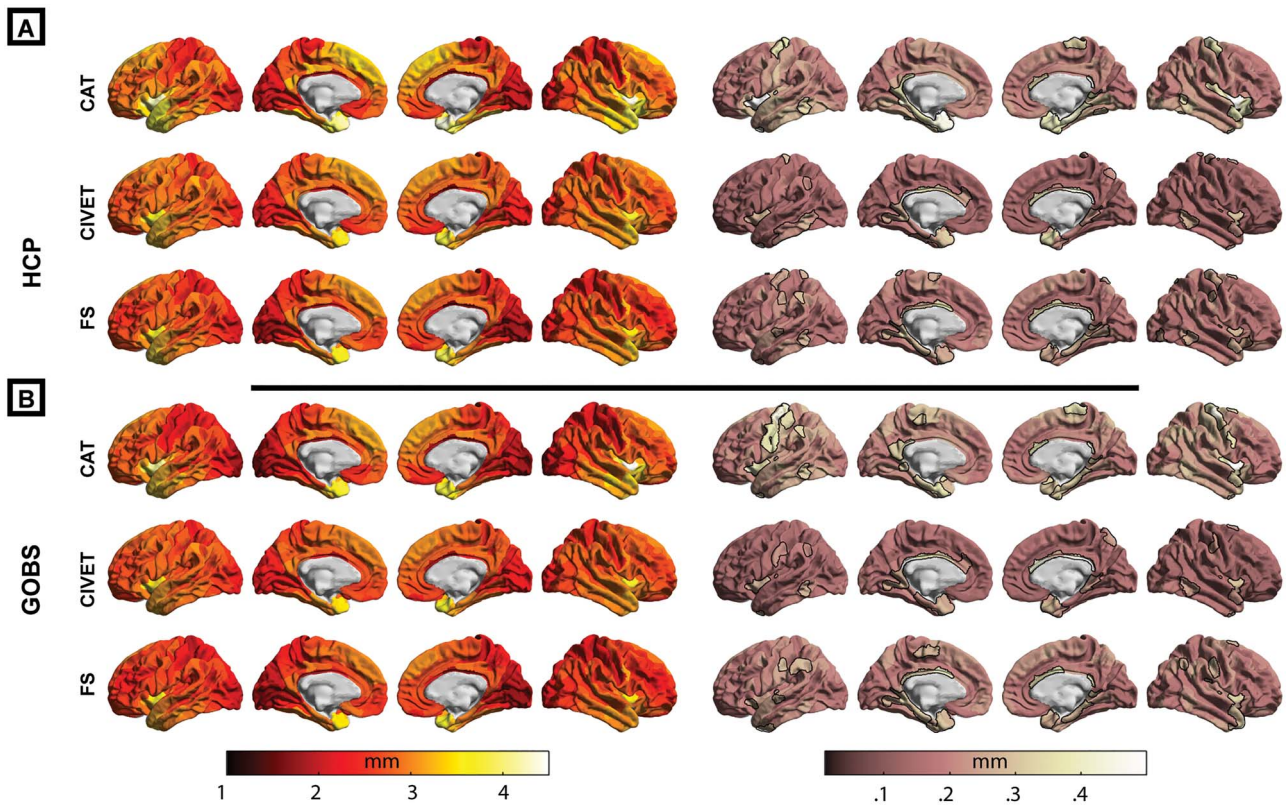 A
HCP
CAT
CIVET
FS
B
GOBS
CAT
CIVET
FS
mm
1 2 3 4
mm
.1 .2 .3 .4